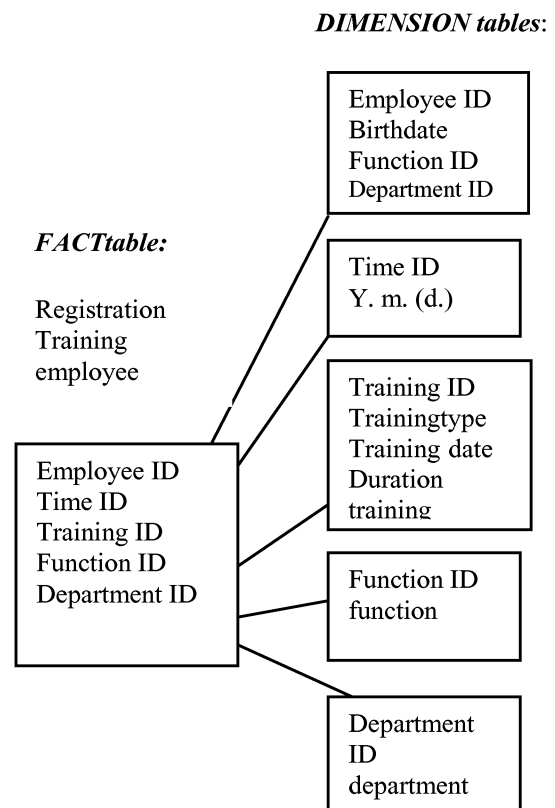 DIMENSION tables:
Employee ID
Birthdate
Function ID
Department ID
FACTtable:
Registration
Training
employee
Time ID
Y. m. (d.)
Training ID
Trainingtype
Training date
Duration
training
Employee ID
Time ID
Training ID
Function ID
Department ID
Function ID
function
Department
ID
department